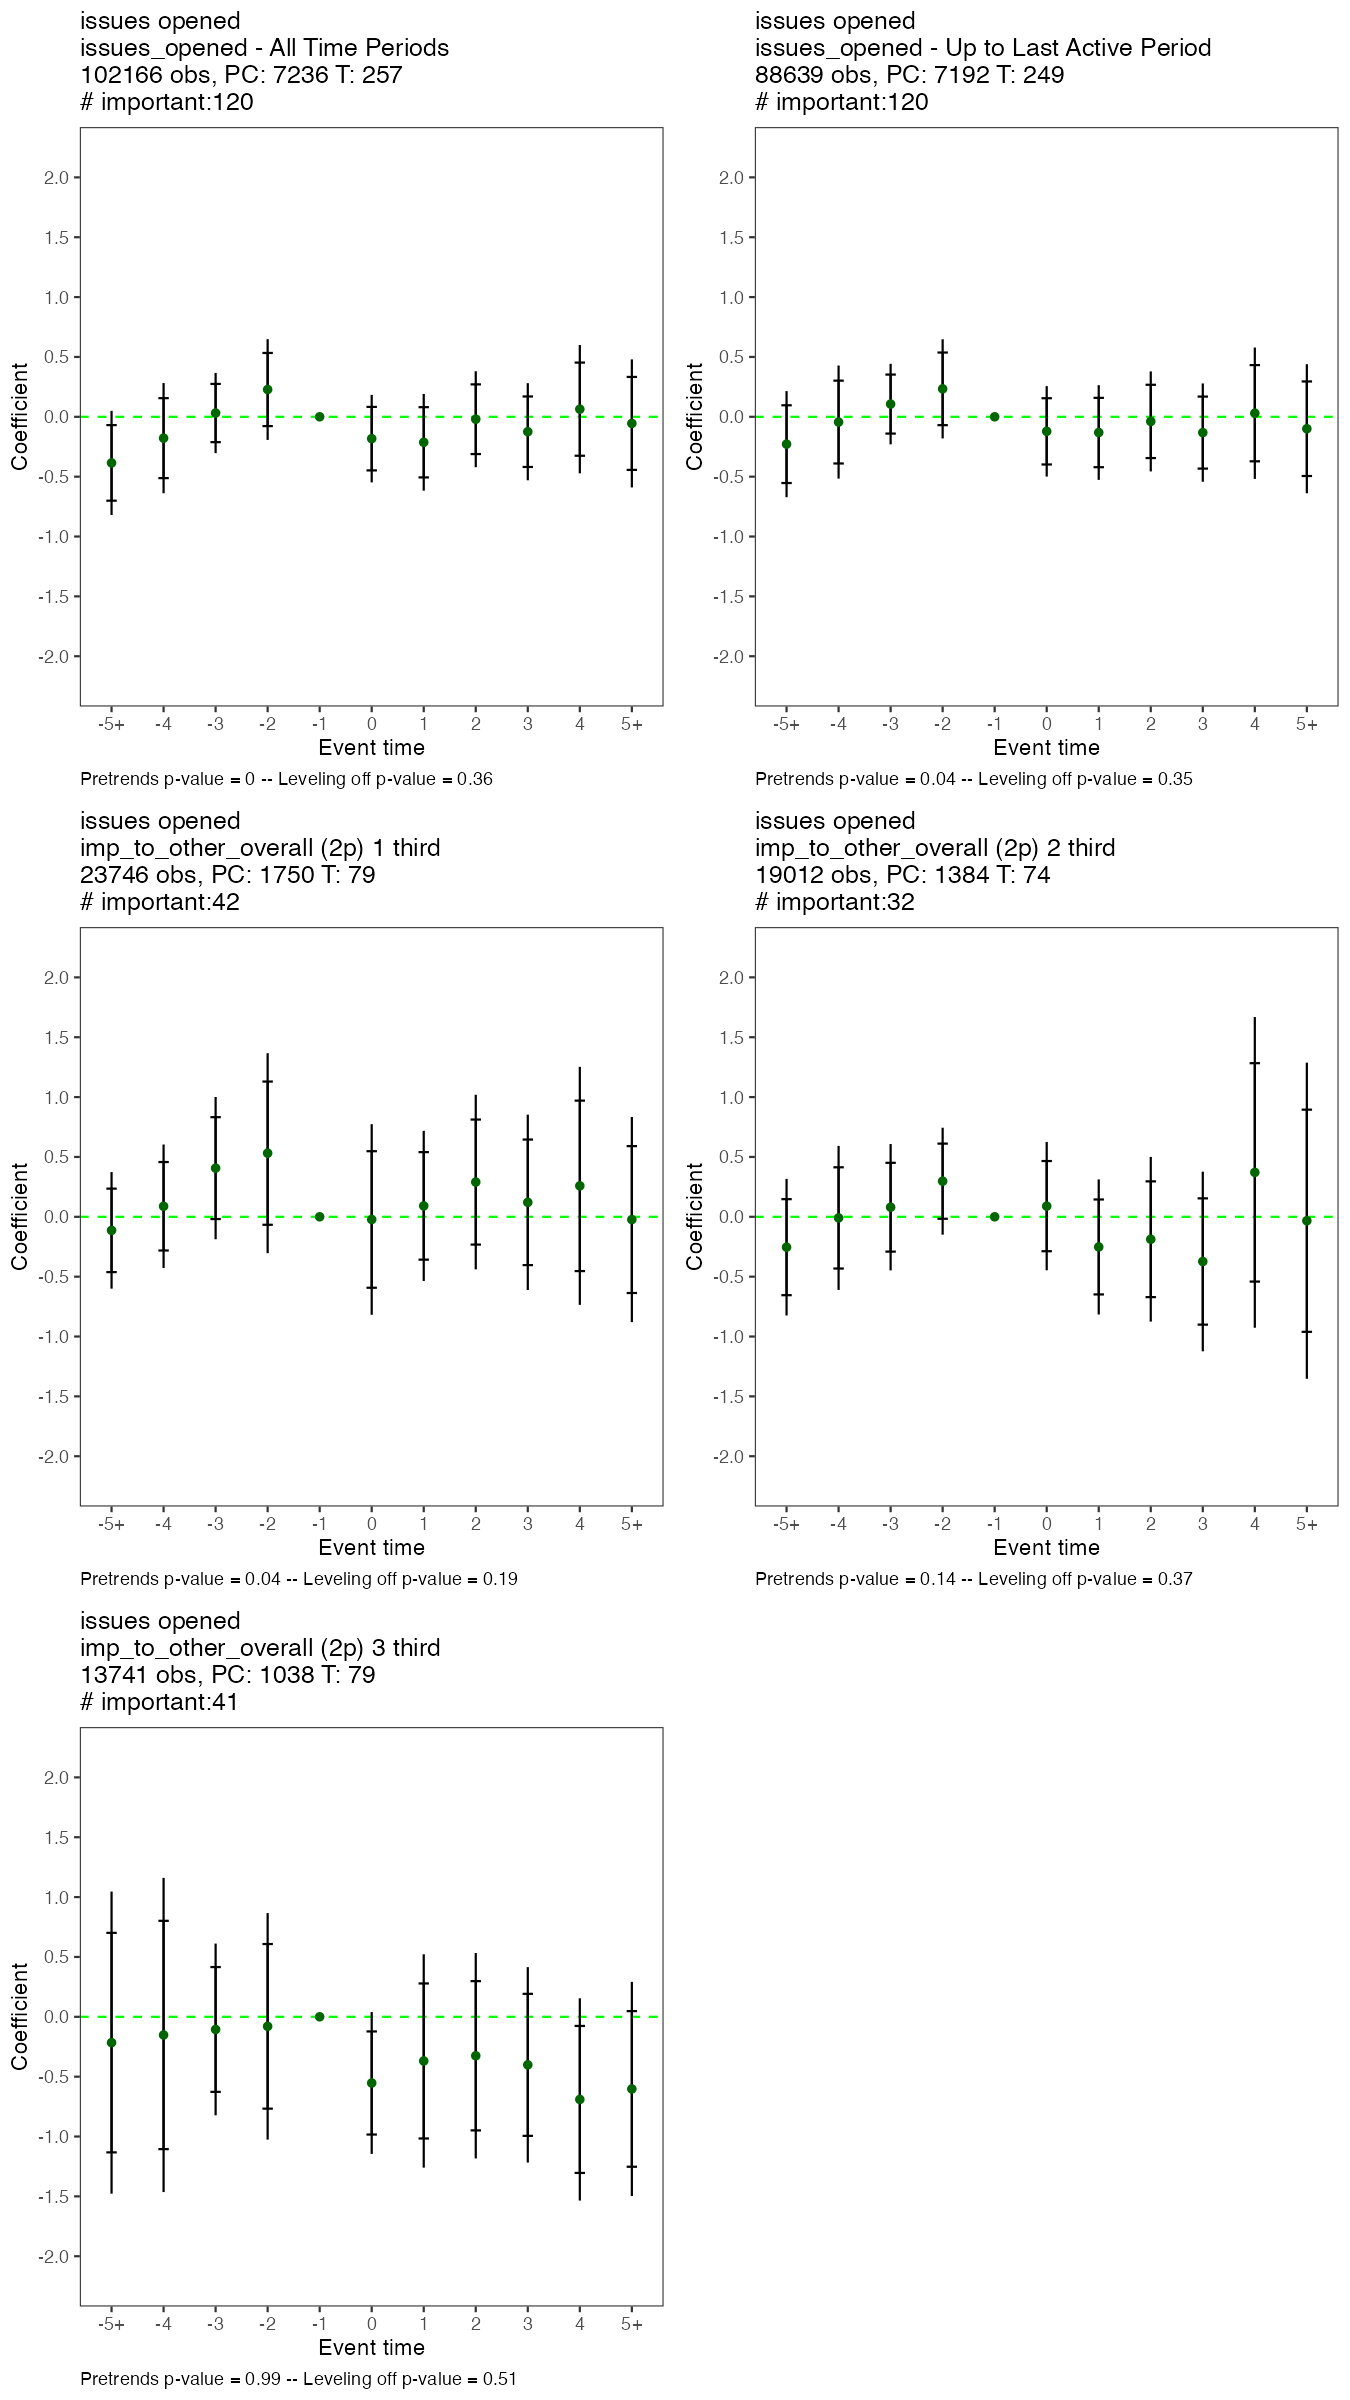 issues opened
issues_opened - All Time Periods
102166 obs, PC: 7236 T: 257
# important:120
Coefficient
2.0
1.5
1.0
0.5
0.0
-0.5
-1.0
-1.5
-2.0
-5+ -4 -3 -2 -1 0 1 2 3 4 5+
Event time
Pretrends p-value = 0 -- Leveling off p-value = 0.36
issues opened
issues_opened - Up to Last Active Period
88639 obs, PC: 7192 T: 249
# important:120
Coefficient
2.0
1.5
1.0
0.5
0.0
-0.5
-1.0
-1.5
-2.0
-5+ -4 -3 -2 -1 0 1 2 3 4 5+
Event time
Pretrends p-value = 0.04 -- Leveling off p-value = 0.35
issues opened
imp_to_other_overall (2p) 1 third
23746 obs, PC: 1750 T: 79
# important:42
Coefficient
2.0
1.5
1.0
0.5
0.0
-0.5
-1.0
-1.5
-2.0
-5+ -4 -3 -2 -1 0 1 2 3 4 5+
Event time
Pretrends p-value = 0.04 -- Leveling off p-value = 0.19
issues opened
imp_to_other_overall (2p) 2 third
19012 obs, PC: 1384 T: 74
# important:32
Coefficient
2.0
1.5
1.0
0.5
0.0
-0.5
-1.0
-1.5
-2.0
-5+ -4 -3 -2 -1 0 1 2 3 4 5+
Event time
Pretrends p-value = 0.14 -- Leveling off p-value = 0.37
issues opened
imp_to_other_overall (2p) 3 third
13741 obs, PC: 1038 T: 79
# important:41
Coefficient
2.0
1.5
1.0
0.5
0.0
-0.5
-1.0
-1.5
-2.0
-5+ -4 -3 -2 -1 0 1 2 3 4 5+
Event time
Pretrends p-value = 0.99 -- Leveling off p-value = 0.51